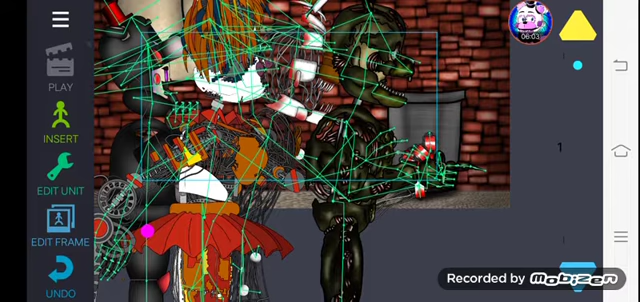 PLAY
INSERT
EDIT UNIT
EDIT FRAME
UNDO
06:03
1
Recorded by MOBIZEN